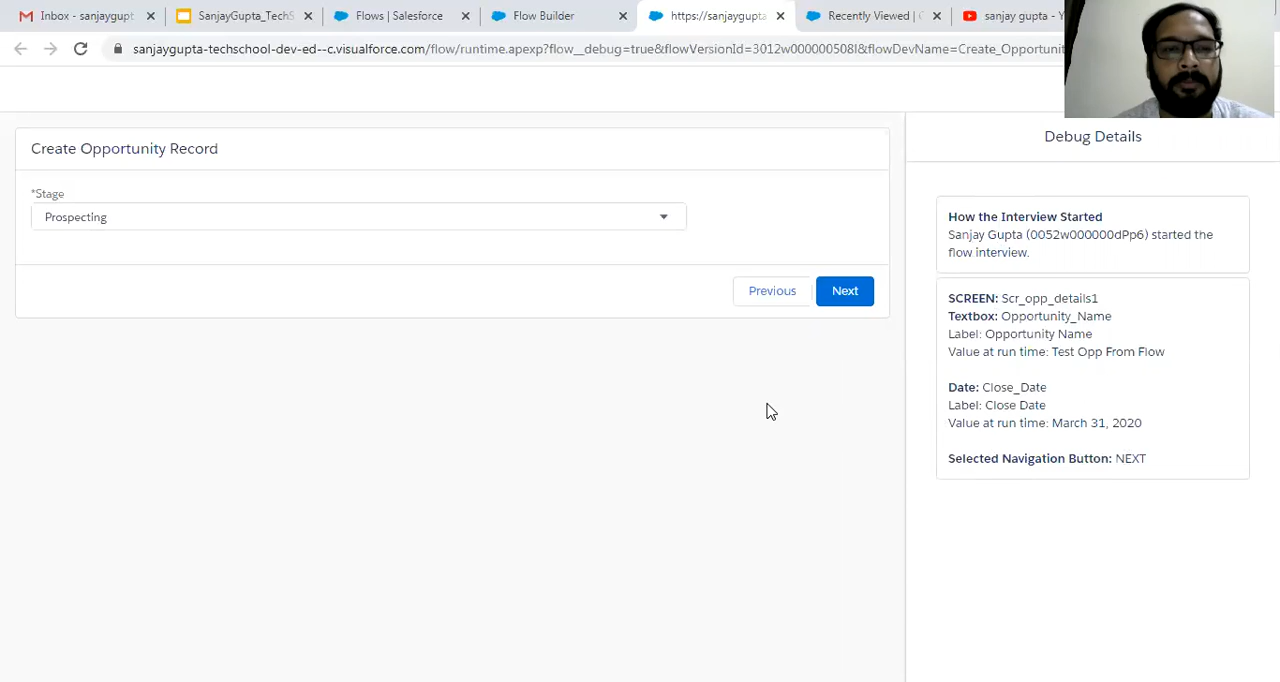 Inbox - sanjaygupt
SanjayGupta_TechS
Flows | Salesforce
Flow Builder
https://sanjaygupta
Recently Viewed |
sanjay gupta - Y
sanjaygupta-techschool-dev-ed--c.visualforce.com/flow/runtime.apexp?flow__debug=true&flowVersionId=3012w000000508I&flowDevName=Create_Opportuni
Create Opportunity Record
*Stage
Prospecting
Previous
Next
Debug Details
How the Interview Started
Sanjay Gupta (0052w000000dPp6) started the
flow interview.
SCREEN: Scr_opp_details1
Textbox: Opportunity_Name
Label: Opportunity Name
Value at run time: Test Opp From Flow
Date: Close_Date
Label: Close Date
Value at run time: March 31, 2020
Selected Navigation Button: NEXT